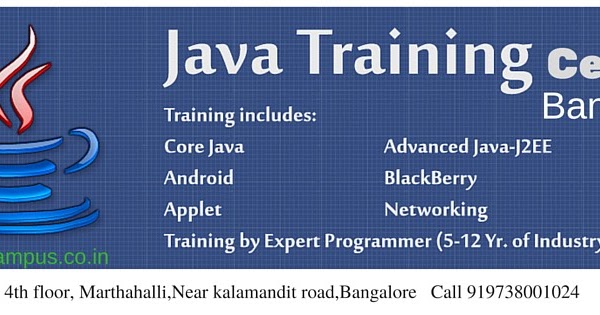 Java Training Ce
Ban
Training includes:
Core Java Advanced Java-J2EE
Android BlackBerry
Applet Networking
Training by Expert Programmer (5-12 Yr. of Industry
ampus.co.in
4th floor, Marthahalli,Near kalamandit road,Bangalore Call 919738001024